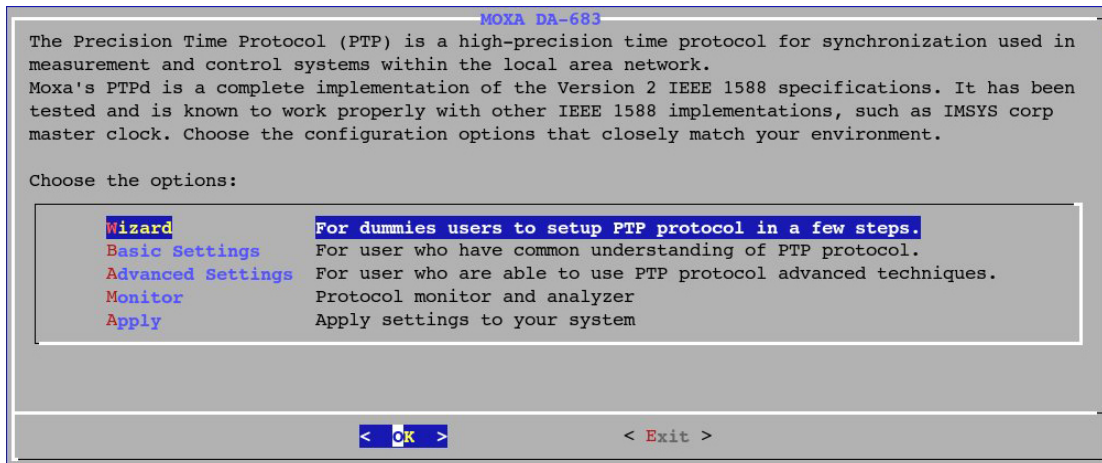 MOXA DA-683
The Precision Time Protocol (PTP) is a high-precision time protocol for synchronization used in
measurement and control systems within the local area network.
Moxa's PTPd is a complete implementation of the Version 2 IEEE 1588 specifications. It has been
tested and is known to work properly with other IEEE 1588 implementations, such as IMSYS corp
master clock. Choose the configuration options that closely match your environment.
Choose the options:
Wizard For dummies users to setup PTP protocol in a few steps.
Basic Settings For user who have common understanding of PTP protocol.
Advanced Settings For user who are able to use PTP protocol advanced techniques.
Monitor Protocol monitor and analyzer
Apply Apply settings to your system
< OK > < Exit >